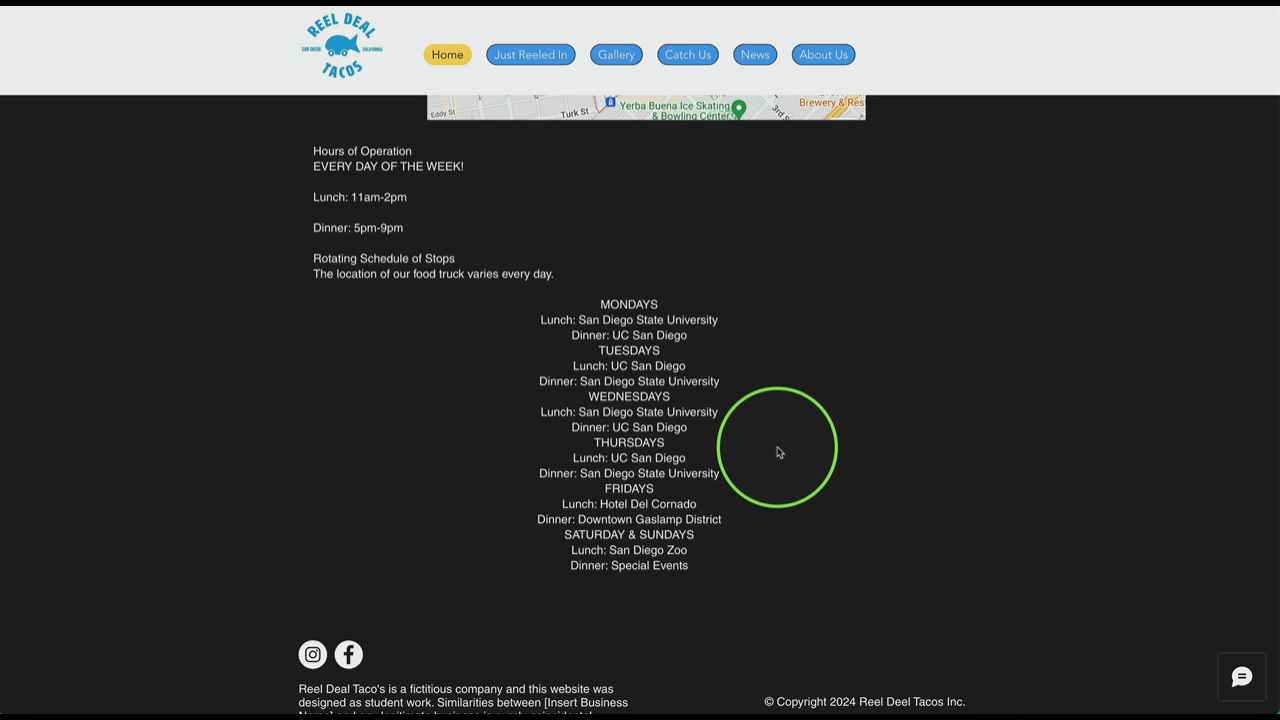 REEL DEAL
SAN DIEGO
CALIFORNIA
TACOS
Home
Just Reeled In
Gallery
Catch Us
News
About Us
Eddy St
Turk St
Yerba Buena Ice Skating
& Bowling Center
3rd S
Brewery & Res
Hours of Operation
EVERY DAY OF THE WEEK!
Lunch: 11am-2pm
Dinner: 5pm-9pm
Rotating Schedule of Stops
The location of our food truck varies every day.
MONDAYS
Lunch: San Diego State University
Dinner: UC San Diego
TUESDAYS
Lunch: UC San Diego
Dinner: San Diego State University
WEDNESDAYS
Lunch: San Diego State University
Dinner: UC San Diego
THURSDAYS
Lunch: UC San Diego
Dinner: San Diego State University
FRIDAYS
Lunch: Hotel Del Cornado
Dinner: Downtown Gaslamp District
SATURDAY & SUNDAYS
Lunch: San Diego Zoo
Dinner: Special Events
Reel Deal Taco's is a fictitious company and this website was
designed as student work. Similarities between [Insert Business
© Copyright 2024 Reel Deel Tacos Inc.